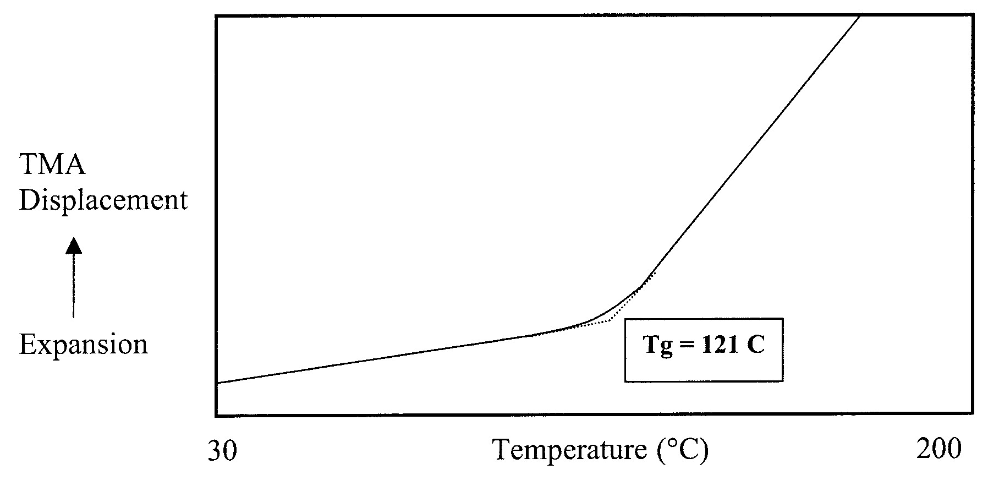 TMA
Displacement
Expansion
Tg = 121 C
30
Temperature (°C)
200